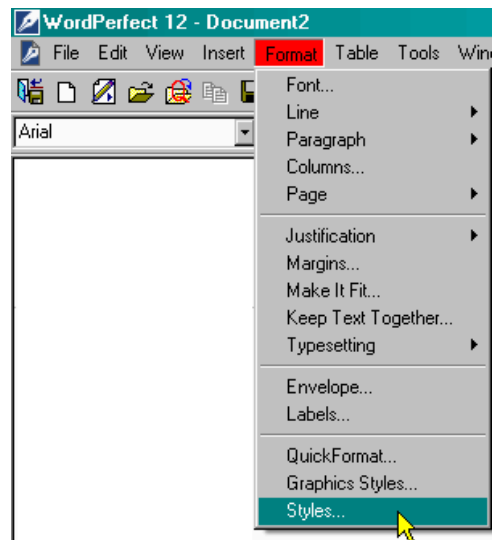 WordPerfect 12 - Document2
File Edit View Insert Format Table Tools Win
Arial
Font...
Line
Paragraph
Columns...
Page
Justification
Margins...
Make It Fit...
Keep Text Together...
Typesetting
Envelope...
Labels...
QuickFormat...
Graphics Styles...
Styles...